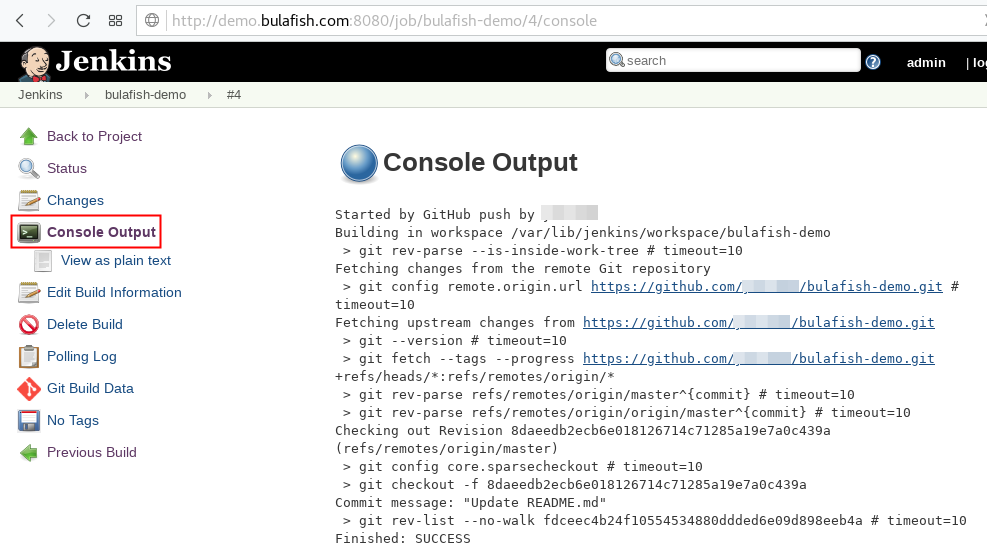 http://demo.bulafish.com:8080/job/bulafish-demo/4/console
Jenkins
search
?
admin
| log
Jenkins
bulafish-demo
#4
Back to Project
Status
Changes
Console Output
View as plain text
Edit Build Information
Delete Build
Polling Log
Git Build Data
No Tags
Previous Build
Console Output
Started by GitHub push by
Building in workspace /var/lib/jenkins/workspace/bulafish-demo
> git rev-parse --is-inside-work-tree # timeout=10
Fetching changes from the remote Git repository
> git config remote.origin.url https://github.com/ /bulafish-demo.git #
timeout=10
Fetching upstream changes from https://github.com/ /bulafish-demo.git
> git --version # timeout=10
> git fetch --tags --progress https://github.com/ /bulafish-demo.git
+refs/heads/*:refs/remotes/origin/*
> git rev-parse refs/remotes/origin/master^{commit} # timeout=10
> git rev-parse refs/remotes/origin/origin/master^{commit} # timeout=10
Checking out Revision 8daeedb2ecb6e018126714c71285a19e7a0c439a
(refs/remotes/origin/master)
> git config core.sparsecheckout # timeout=10
> git checkout -f 8daeedb2ecb6e018126714c71285a19e7a0c439a
Commit message: "Update README.md"
> git rev-list --no-walk fdceec4b24f10554534880ddded6e09d898eeb4a # timeout=10
Finished: SUCCESS